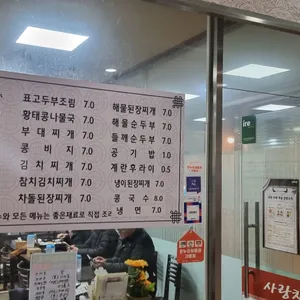 표고두부조림 7.0
황태콩나물국 7.0
부대찌개 7.0
콩비지 7.0
김치찌개 7.0
참치김치찌개 7.0
차돌된장찌개 7.0
해물된장찌개 7.0
해물순두부 7.0
들깨순두부 7.0
공기밥 1.0
계란후라이 0.5
냉이된장찌개 7.0
콩국수 8.0
냉면 7.0
와 모든 메뉴는 좋은재료로 직접 조
ire
사랑